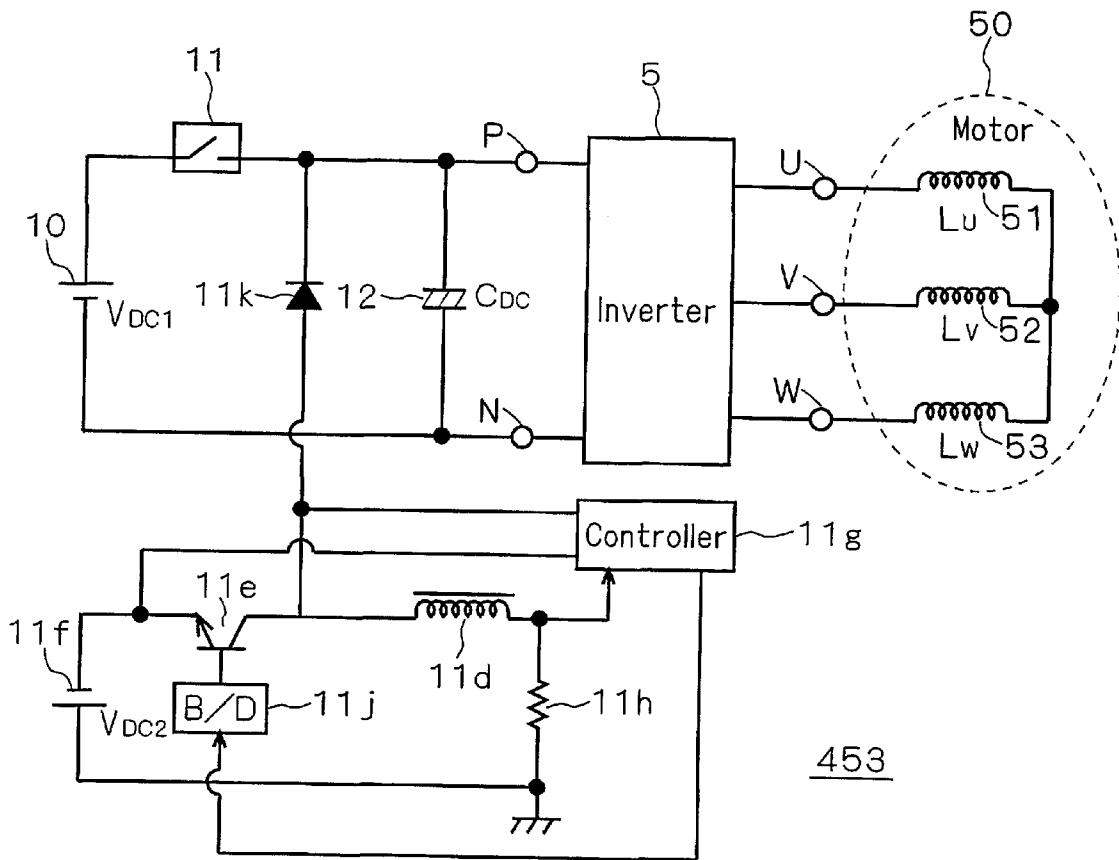 50
11
5
P
Motor
U
10
Lu
51
11k
12
CDC
V
VDC1
Inverter
Lv
52
N
W
Lw
53
Controller
11g
11e
11f
11d
VDC2
B/D
11j
11h
453